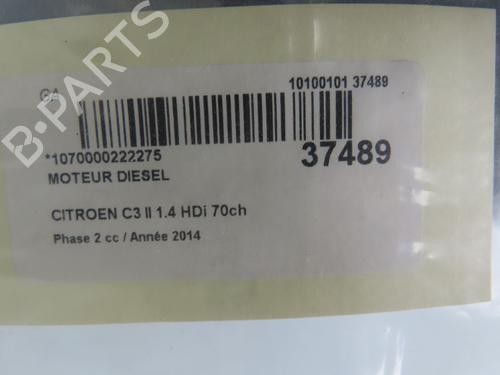 GA
10100101 37489
*1070000222275
37489
MOTEUR DIESEL
CITROEN C3 II 1.4 HDi 70ch
Phase 2 cc / Année 2014
B-PARTS